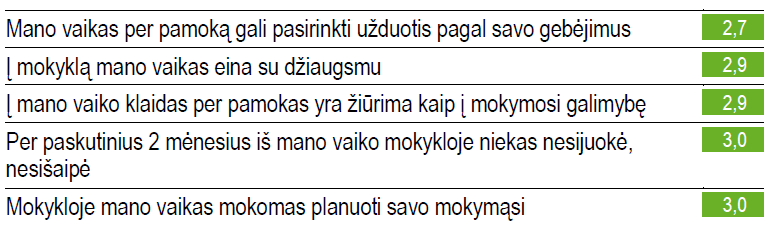 Mano vaikas per pamoką gali pasirinkti užduotis pagal savo gebėjimus 2,7
Į mokyklą mano vaikas eina su džiaugsmu 2,9
Į mano vaiko klaidas per pamokas yra žiūrima kaip į mokymosi galimybę 2,9
Per paskutinius 2 mėnesius iš mano vaiko mokykloje niekas nesijuokė, 3,0
nesišaipė
Mokykloje mano vaikas mokomas planuoti savo mokymąsi 3,0